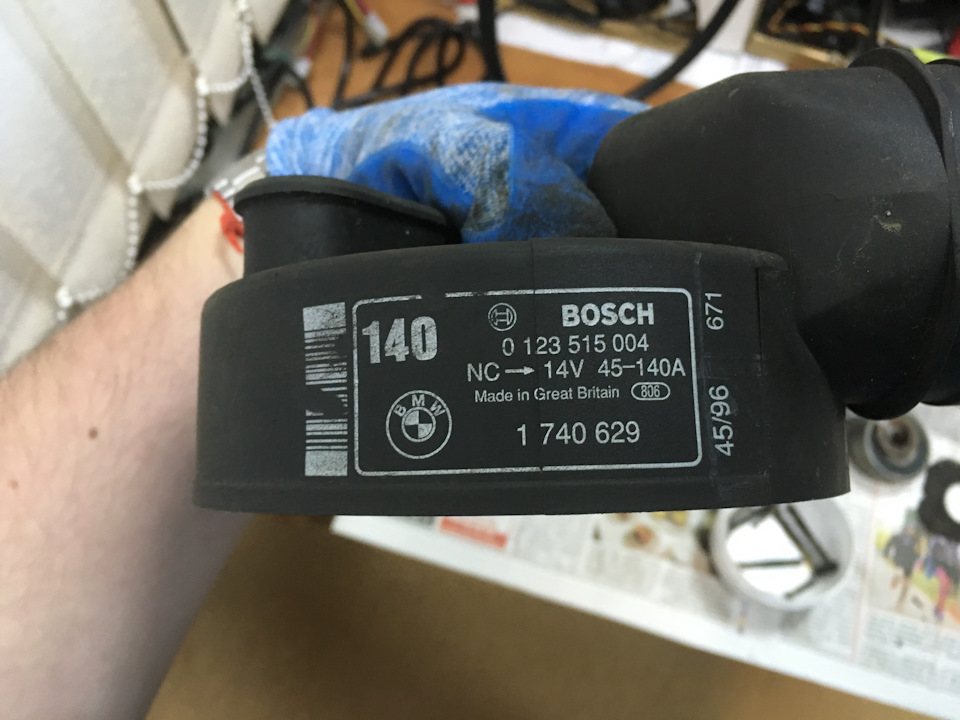 140
BOSCH
0 123 515 004
NC → 14V 45-140A
Made in Great Britain 806
BMW
1 740 629
45/96 671